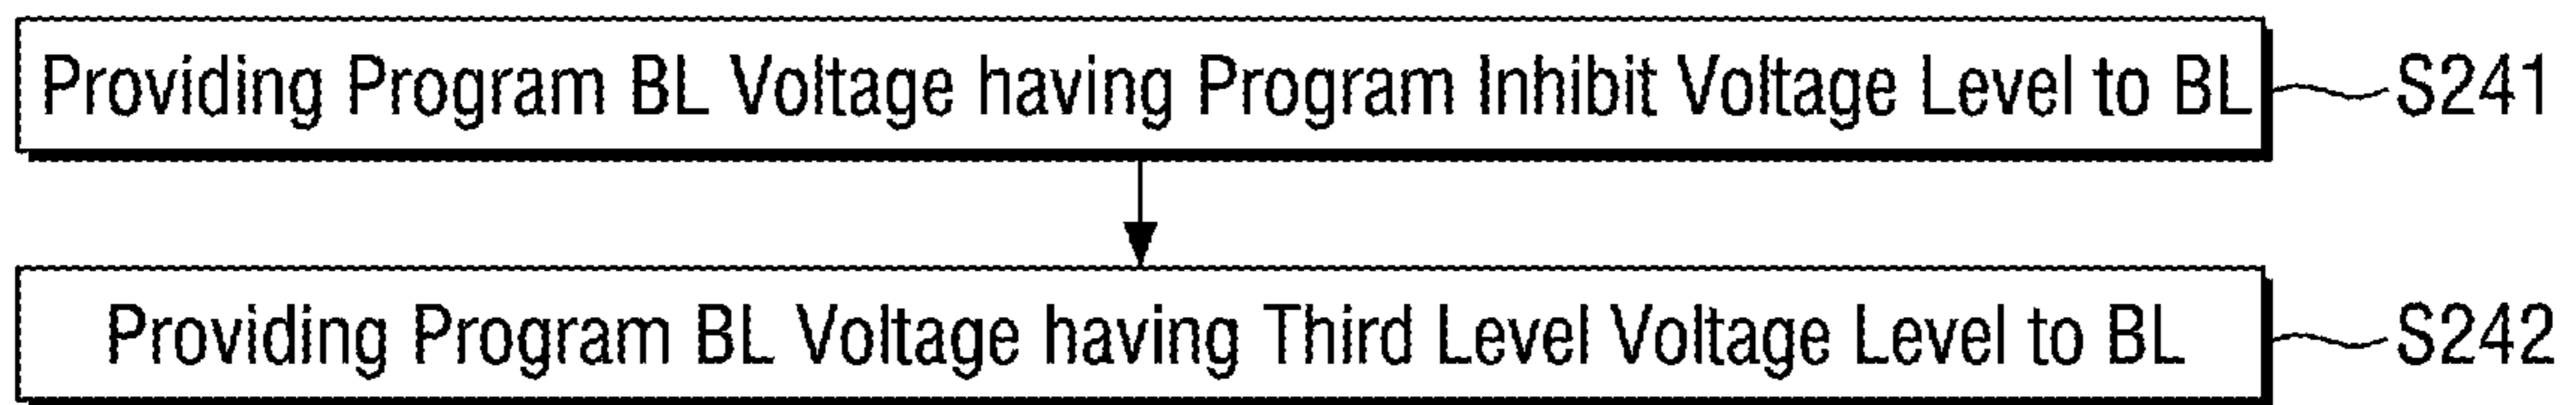 Providing Program BL Voltage having Program Inhibit Voltage Level to BL S241
Providing Program BL Voltage having Third Level Voltage Level to BL S242